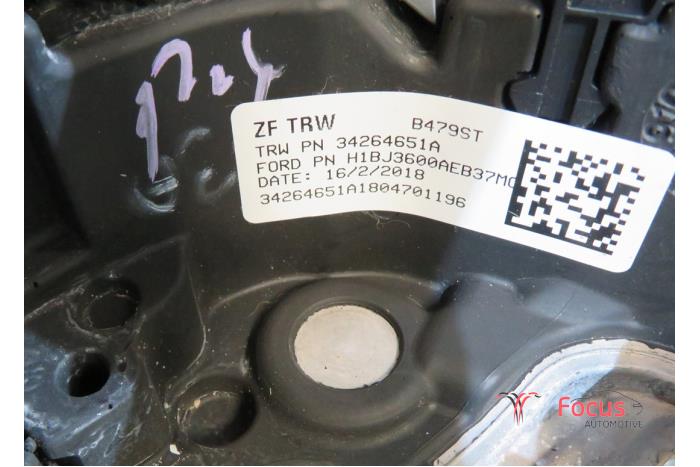 ZF TRW B479ST
TRW PN 34264651A
FORD PN H1BJ3600AEB37MC
DATE: 16/2/2018
34264651A1804701196
Focus
AUTOMOTIVE